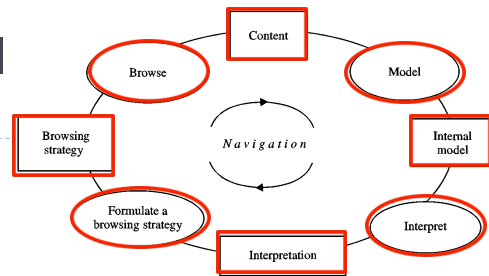 Content
Browse
Model
Browsing
strategy
Navigation
Internal
model
Formulate a
browsing strategy
Interpret
Interpretation